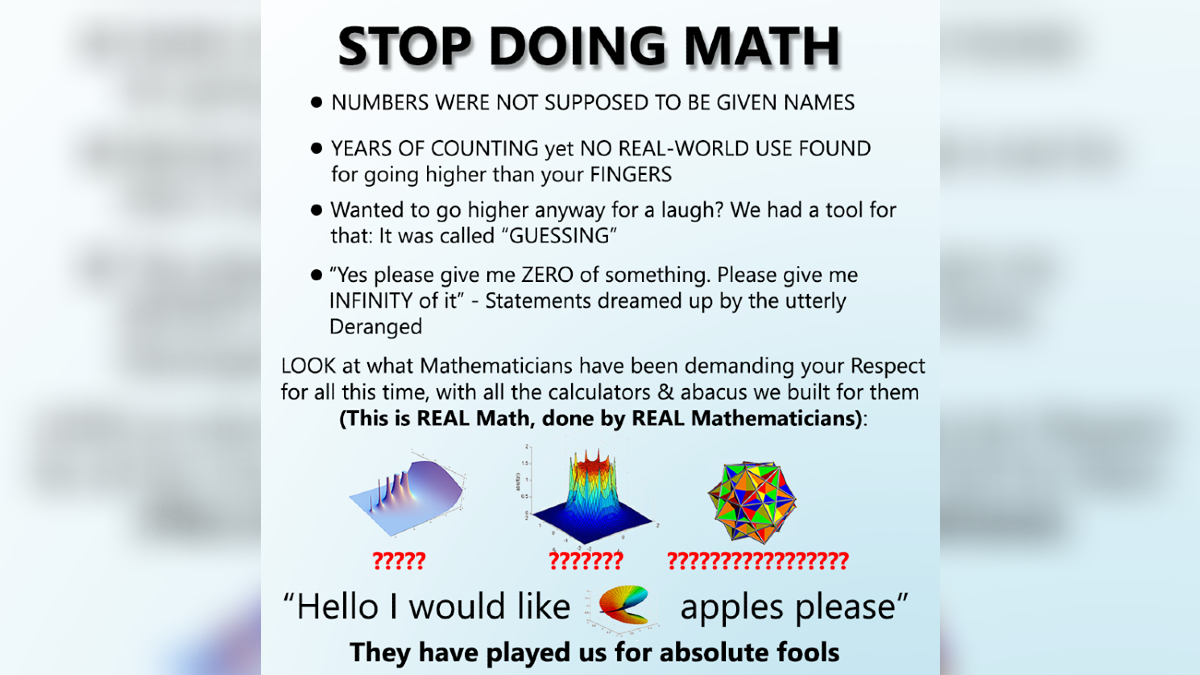 STOP DOING MATH
● NUMBERS WERE NOT SUPPOSED TO BE GIVEN NAMES
● YEARS OF COUNTING yet NO REAL-WORLD USE FOUND
for going higher than your FINGERS
● Wanted to go higher anyway for a laugh? We had a tool for
that: It was called “GUESSING”
● “Yes please give me ZERO of something. Please give me
INFINITY of it” - Statements dreamed up by the utterly
Deranged
LOOK at what Mathematicians have been demanding your Respect
for all this time, with all the calculators & abacus we built for them
(This is REAL Math, done by REAL Mathematicians):
????? ??????? ?????????????????
“Hello I would like apples please”
They have played us for absolute fools